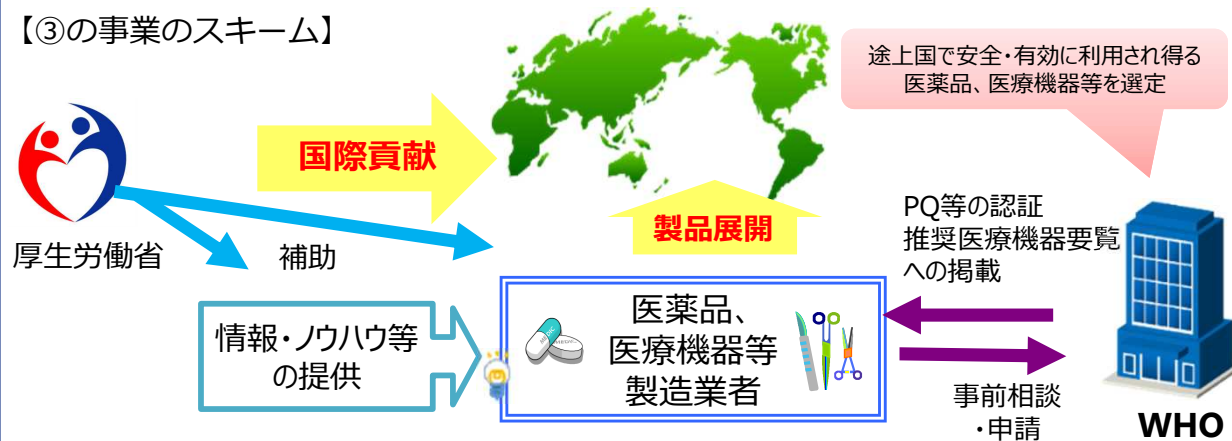 【③の事業のスキーム】
途上国で安全・有効に利用され得る
医薬品、医療機器等を選定
国際貢献
厚生労働省
補助
製品展開
PQ等の認証
推奨医療機器要覧
への掲載
情報・ノウハウ等
の提供
医薬品、
医療機器等
製造業者
事前相談
・申請
WHO